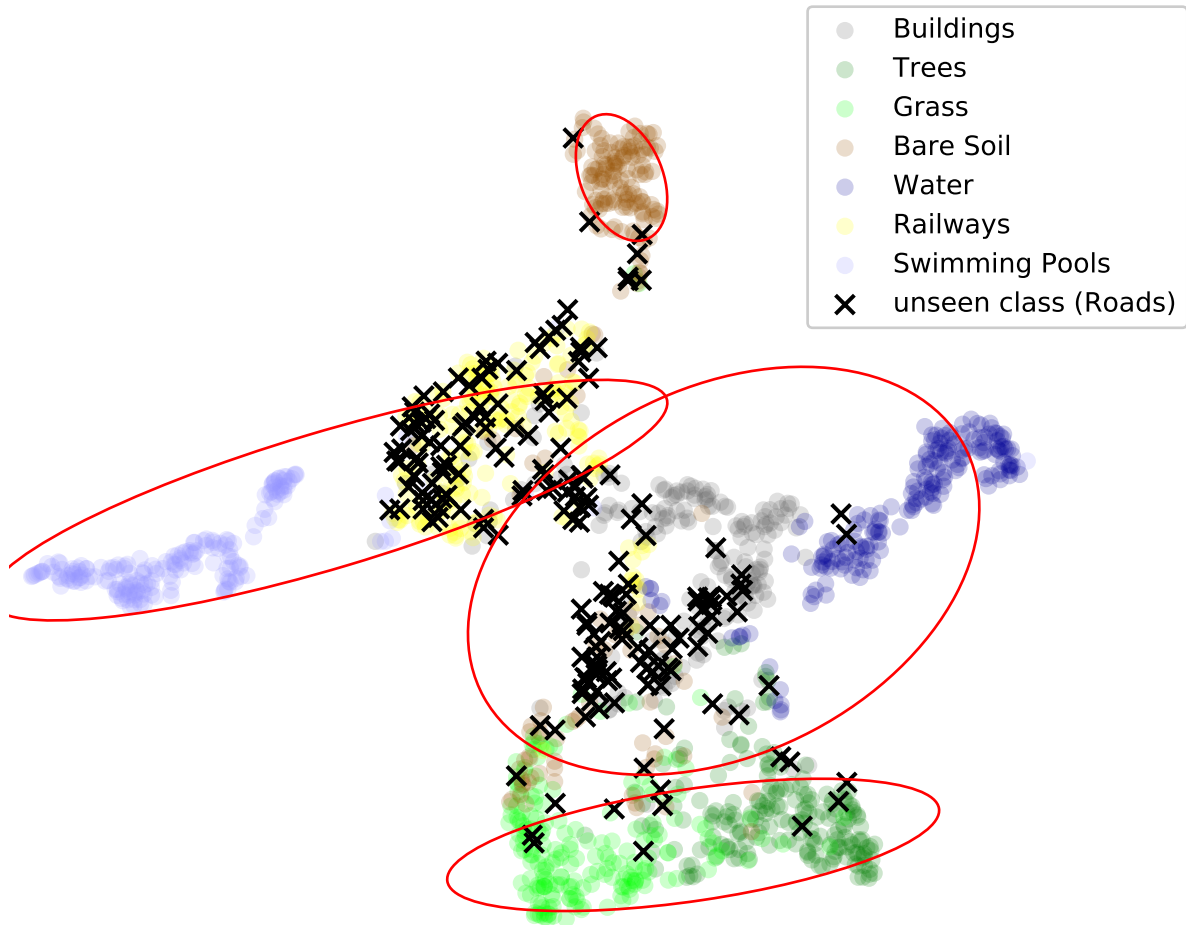 Buildings
Trees
Grass
Bare Soil
Water
Railways
Swimming Pools
unseen class (Roads)